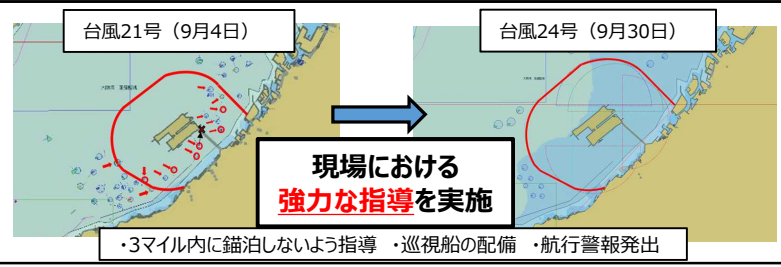 台風21号（9月4日）
台風24号（9月30日）
現場における
強力な指導を実施
・3マイル内に錨泊しないよう指導 ・巡視船の配備 ・航行警報発出